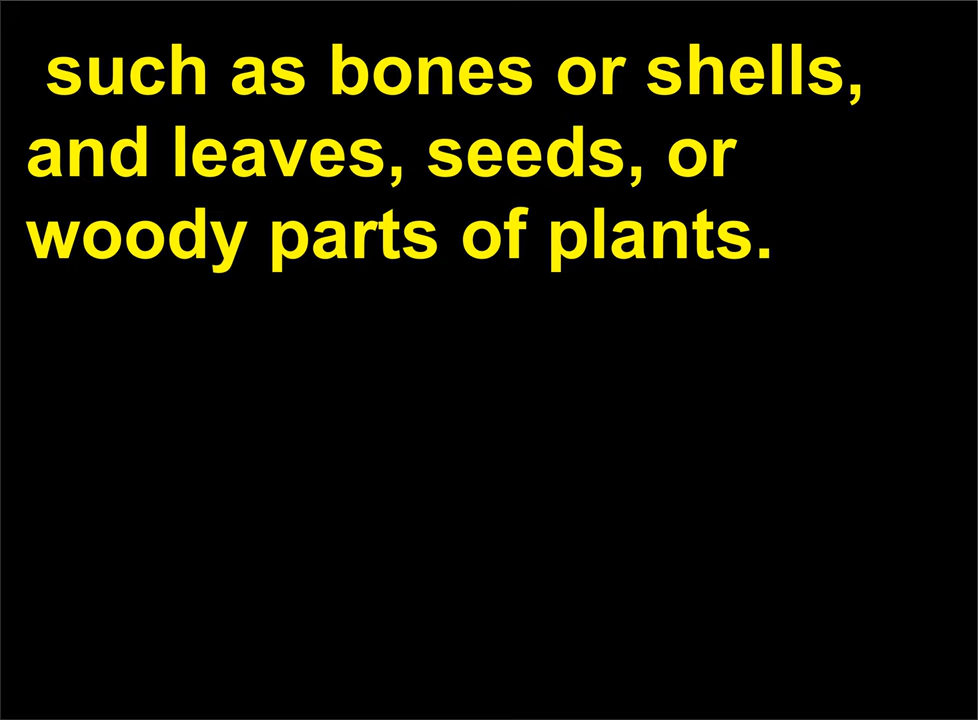 such as bones or shells,
and leaves, seeds, or
woody parts of plants.